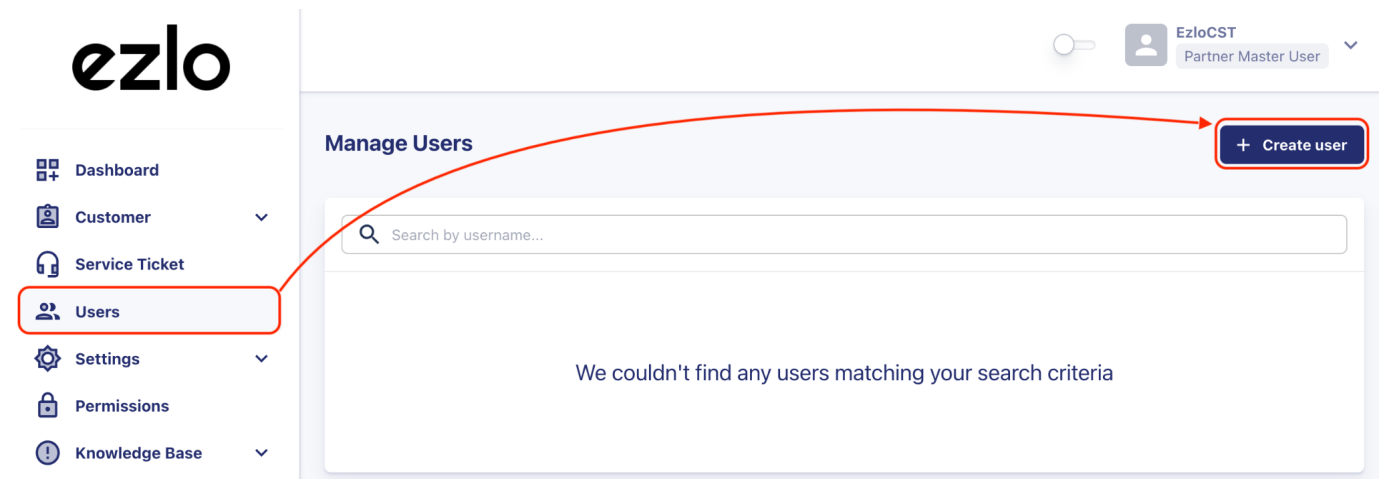 ezlo
EzloCST
Partner Master User
Manage Users
+ Create user
Dashboard
Customer
Search by username...
Service Ticket
Users
Settings
We couldn't find any users matching your search criteria
Permissions
Knowledge Base